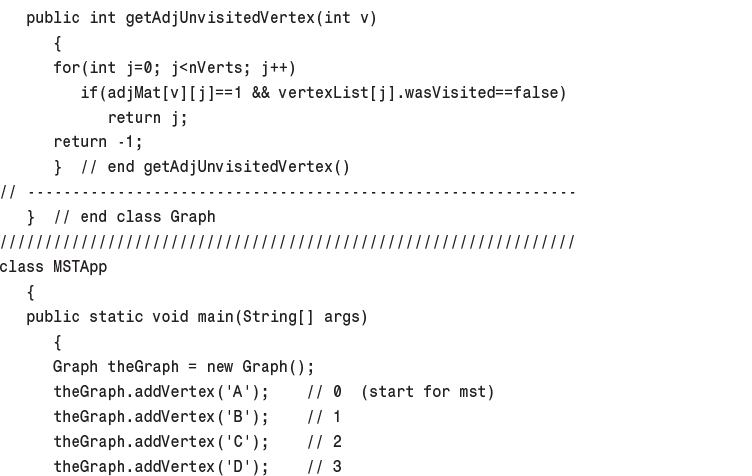 public int getAdjUnvisitedVertex(int v)
      {
      for(int j=0; j<nVerts; j++)
         if(adjMat[v][j]==1 && vertexList[j].wasVisited==false)
            return j;
      return -1;
      }  // end getAdjUnvisitedVertex()
// -------------------------------------------------------------
   }  // end class Graph
////////////////////////////////////////////////////////////////
class MSTApp
   {
   public static void main(String[] args)
      {
      Graph theGraph = new Graph();
      theGraph.addVertex('A');    // 0  (start for mst)
      theGraph.addVertex('B');    // 1
      theGraph.addVertex('C');    // 2
      theGraph.addVertex('D');    // 3